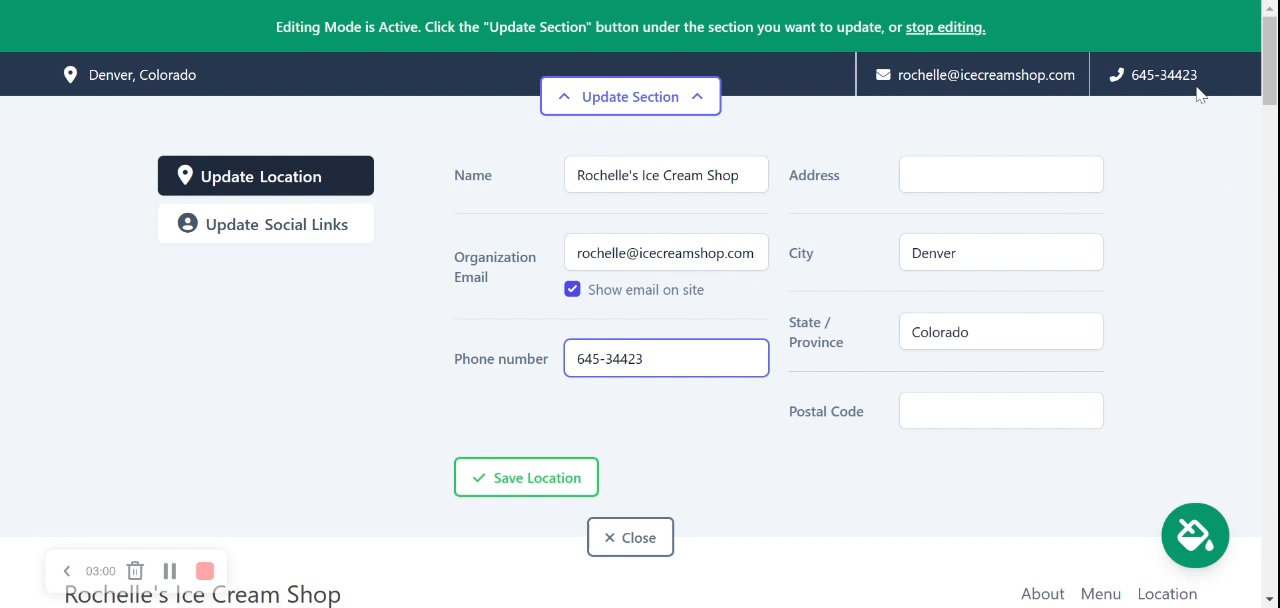 Editing Mode is Active. Click the "Update Section" button under the section you want to update, or stop editing.
Denver, Colorado
rochelle@icecreamshop.com
645-34423
Update Section
Update Location
Update Social Links
Name
Rochelle's Ice Cream Shop
Address
Organization
Email
rochelle@icecreamshop.com
Show email on site
City
Denver
State /
Province
Colorado
Phone number
645-34423
Postal Code
Save Location
Close
03:00
Rochelle's Ice Cream Shop
About
Menu
Location